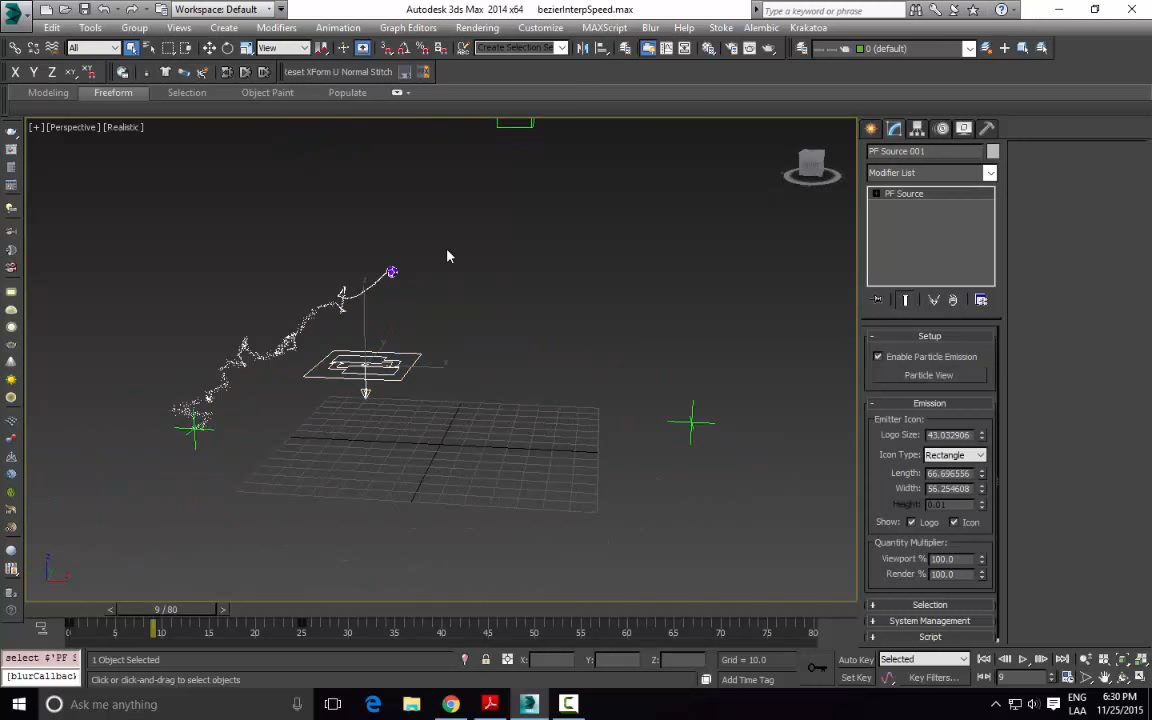 Workspace: Default
Autodesk 3ds Max 2014 x64 bezierInterpSpeed.max
Type a keyword or phrase
Edit Tools Group Views Create Modifiers Animation Graph Editors Rendering Customize MAXScript Blur Help Stoke Alembic Krakatoa
All View Create Selection Se 0 (default)
X Y Z XY Reset XForm U Normal Stitch
Modeling Freeform Selection Object Paint Populate
[+] [Perspective] [Realistic]
PF Source 001
Modifier List
PF Source
Setup
Enable Particle Emission
Particle View
Emission
Emitter Icon:
Logo Size: 43.032906
Icon Type: Rectangle
Length: 66.696556
Width: 56.254608
Height: 0.01
Show: Logo Icon
Quantity Multiplier:
Viewport % 100.0
Render % 100.0
Selection
System Management
Script
< 9 / 80 >
0 5 10 15 20 25 30 35 40 45 50 55 60 65 70 75 80
select $'PF S 1 Object Selected X: Y: Z: Grid = 10.0 Auto Key Selected
[blurCallback Click or click-and-drag to select objects Add Time Tag Set Key Key Filters... 9
Ask me anything
ENG 6:30 PM
LAA 11/25/2015